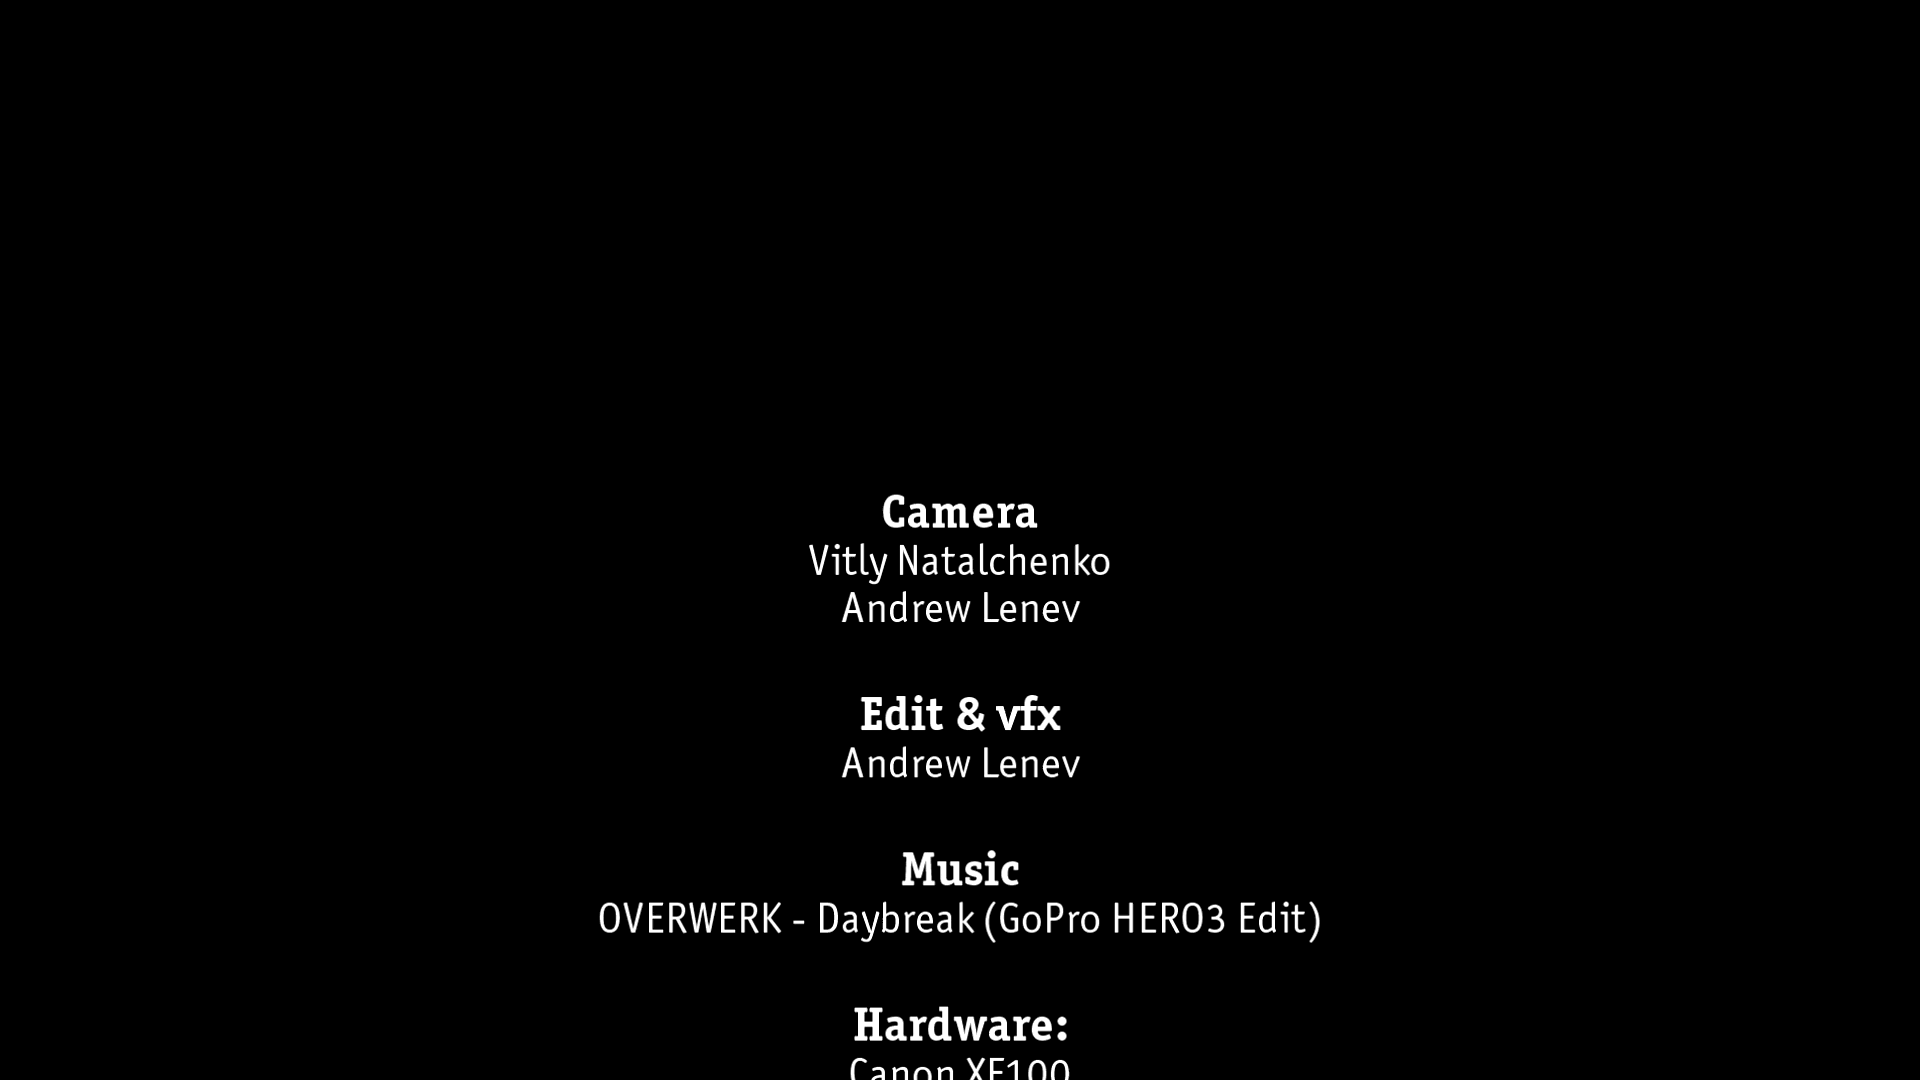 Camera
Vitly Natalchenko
Andrew Lenev
Edit & vfx
Andrew Lenev
Music
OVERWERK - Daybreak (GoPro HERO3 Edit)
Hardware:
Canon XF100